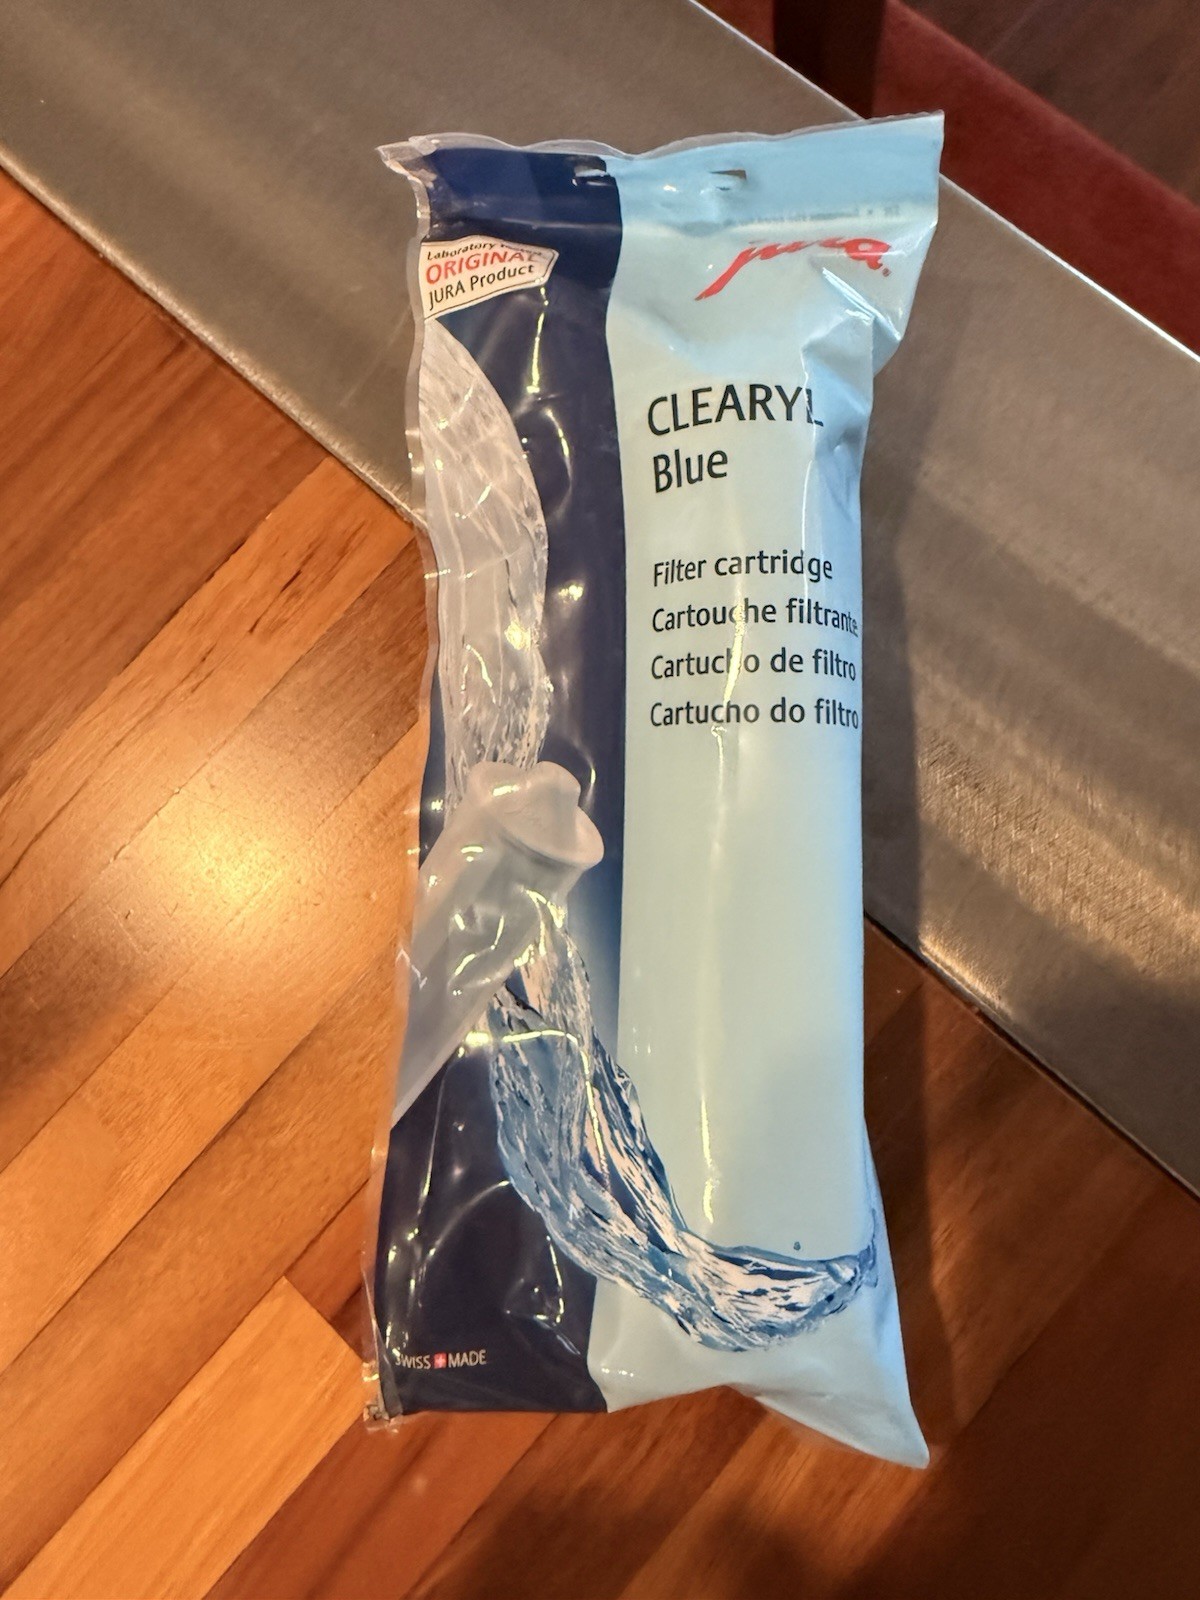 Laboratory
ORIGINAL
JURA Product
jura
CLEARYL
Blue
Filter cartridge
Cartouche filtrante
Cartucho de filtro
Cartucho do filtro
SWISS MADE